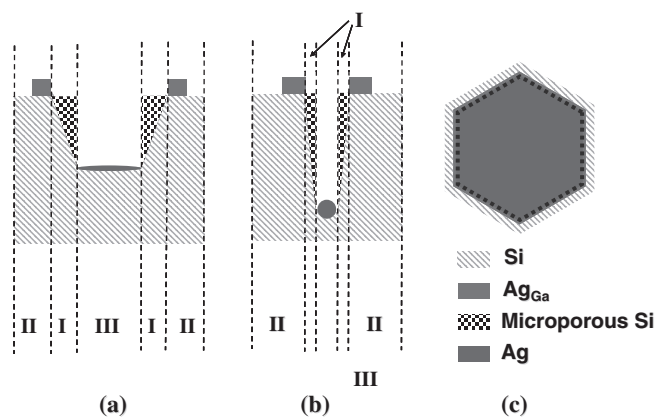 I
II I III I II
II II
III
Si
Ag_Ga
Microporous Si
Ag
(a) (b) (c)